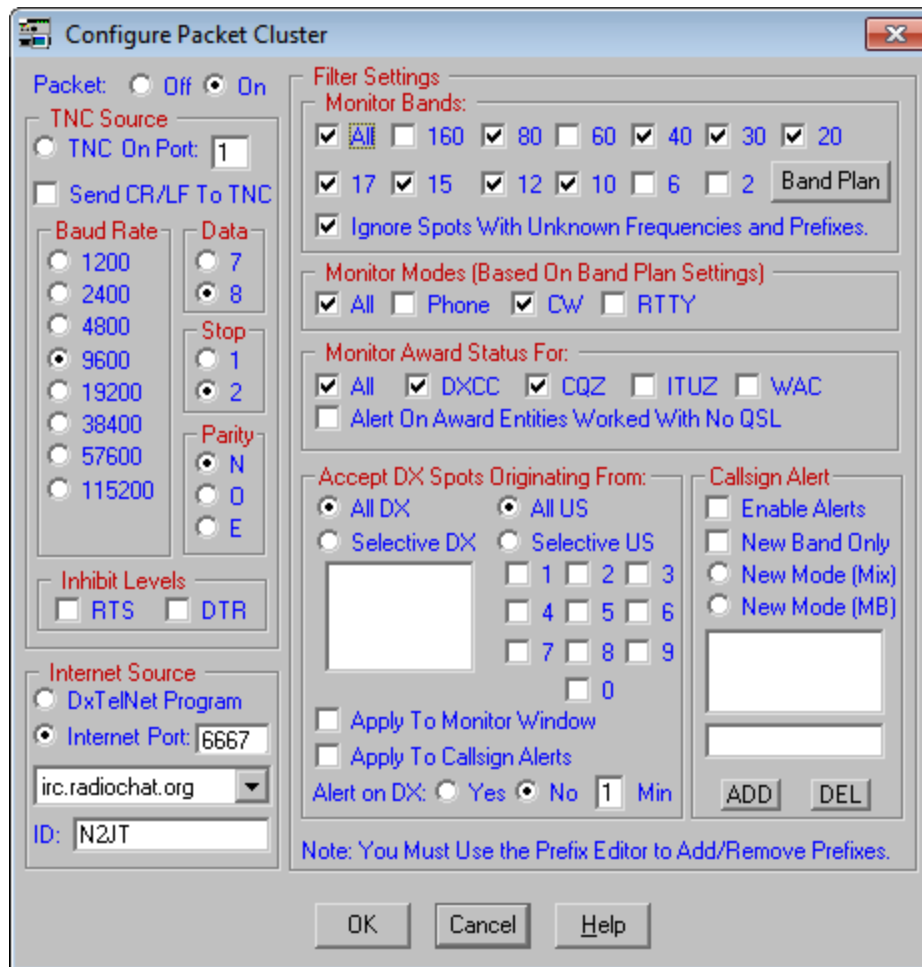 Configure Packet Cluster
Packet: Off On
TNC Source
TNC On Port: 1
Send CR/LF To TNC
Baud Rate
1200
2400
4800
9600
19200
38400
57600
115200
Data
7
8
Stop
1
2
Parity
N
O
E
Inhibit Levels
RTS DTR
Internet Source
DxTelNet Program
Internet Port: 6667
irc.radiochat.org
ID: N2JT
Filter Settings
Monitor Bands:
All 160 80 60 40 30 20
17 15 12 10 6 2 Band Plan
Ignore Spots With Unknown Frequencies and Prefixes.
Monitor Modes (Based On Band Plan Settings)
All Phone CW RTTY
Monitor Award Status For:
All DXCC CQZ ITUZ WAC
Alert On Award Entities Worked With No QSL
Accept DX Spots Originating From:
All DX All US
Selective DX Selective US
1 2 3
4 5 6
7 8 9
0
Apply To Monitor Window
Apply To Callsign Alerts
Alert on DX: Yes No 1 Min
Callsign Alert
Enable Alerts
New Band Only
New Mode (Mix)
New Mode (MB)
ADD DEL
Note: You Must Use the Prefix Editor to Add/Remove Prefixes.
OK Cancel Help